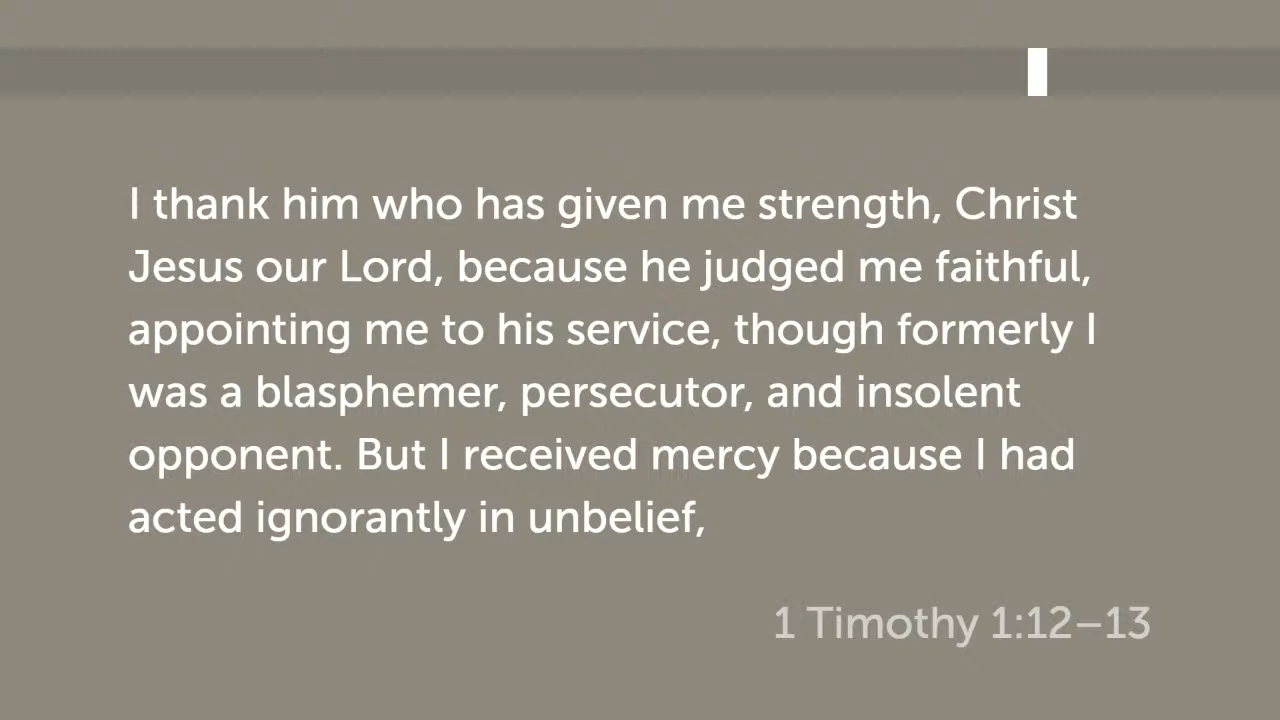 I thank him who has given me strength, Christ
Jesus our Lord, because he judged me faithful,
appointing me to his service, though formerly I
was a blasphemer, persecutor, and insolent
opponent. But I received mercy because I had
acted ignorantly in unbelief,
1 Timothy 1:12–13